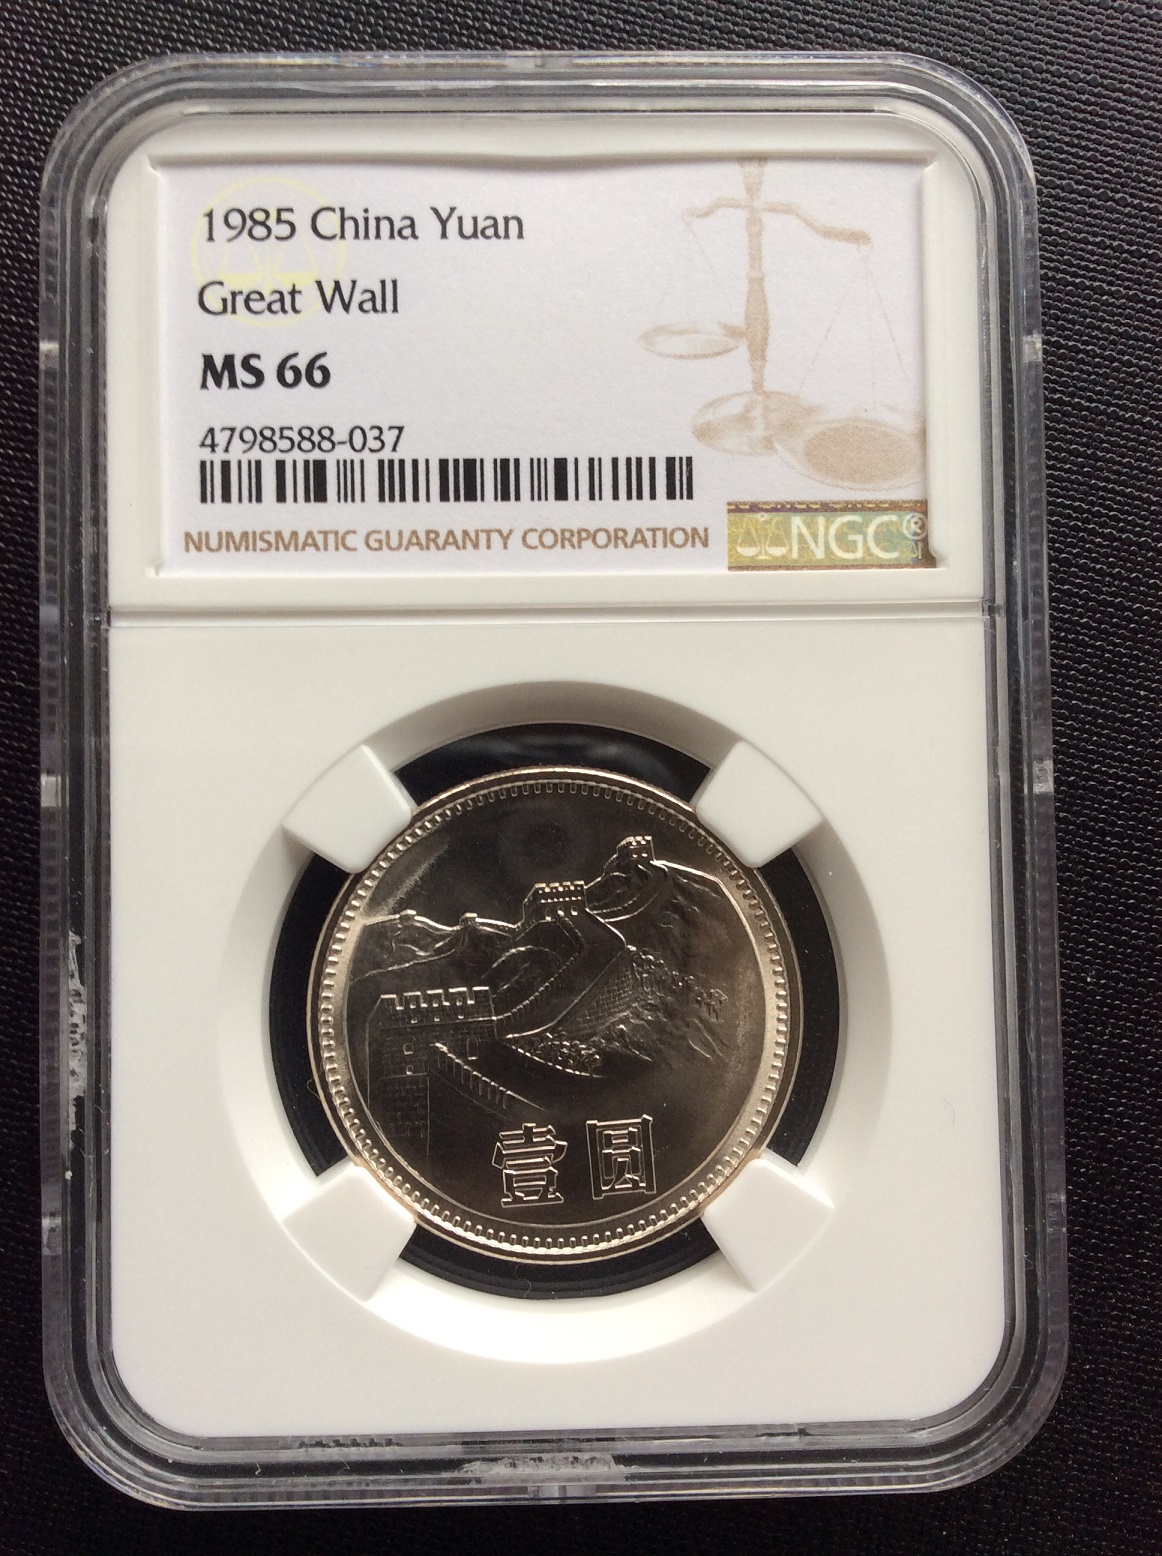 1985 China Yuan
Great Wall
MS 66
4798588-037
NUMISMATIC GUARANTY CORPORATION
NGC®
壹圆